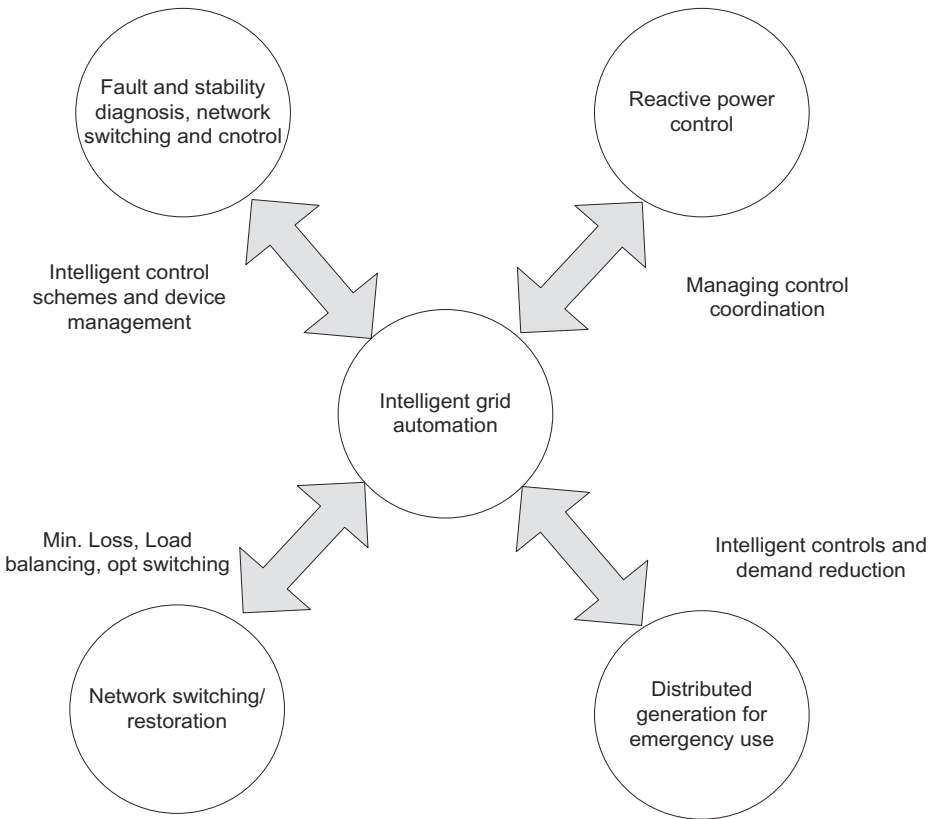 Fault and stability
diagnosis, network
switching and cnotrol
Reactive power
control
Intelligent control
schemes and device
management
Managing control
coordination
Intelligent grid
automation
Min. Loss, Load
balancing, opt switching
Intelligent controls and
demand reduction
Network switching/
restoration
Distributed
generation for
emergency use